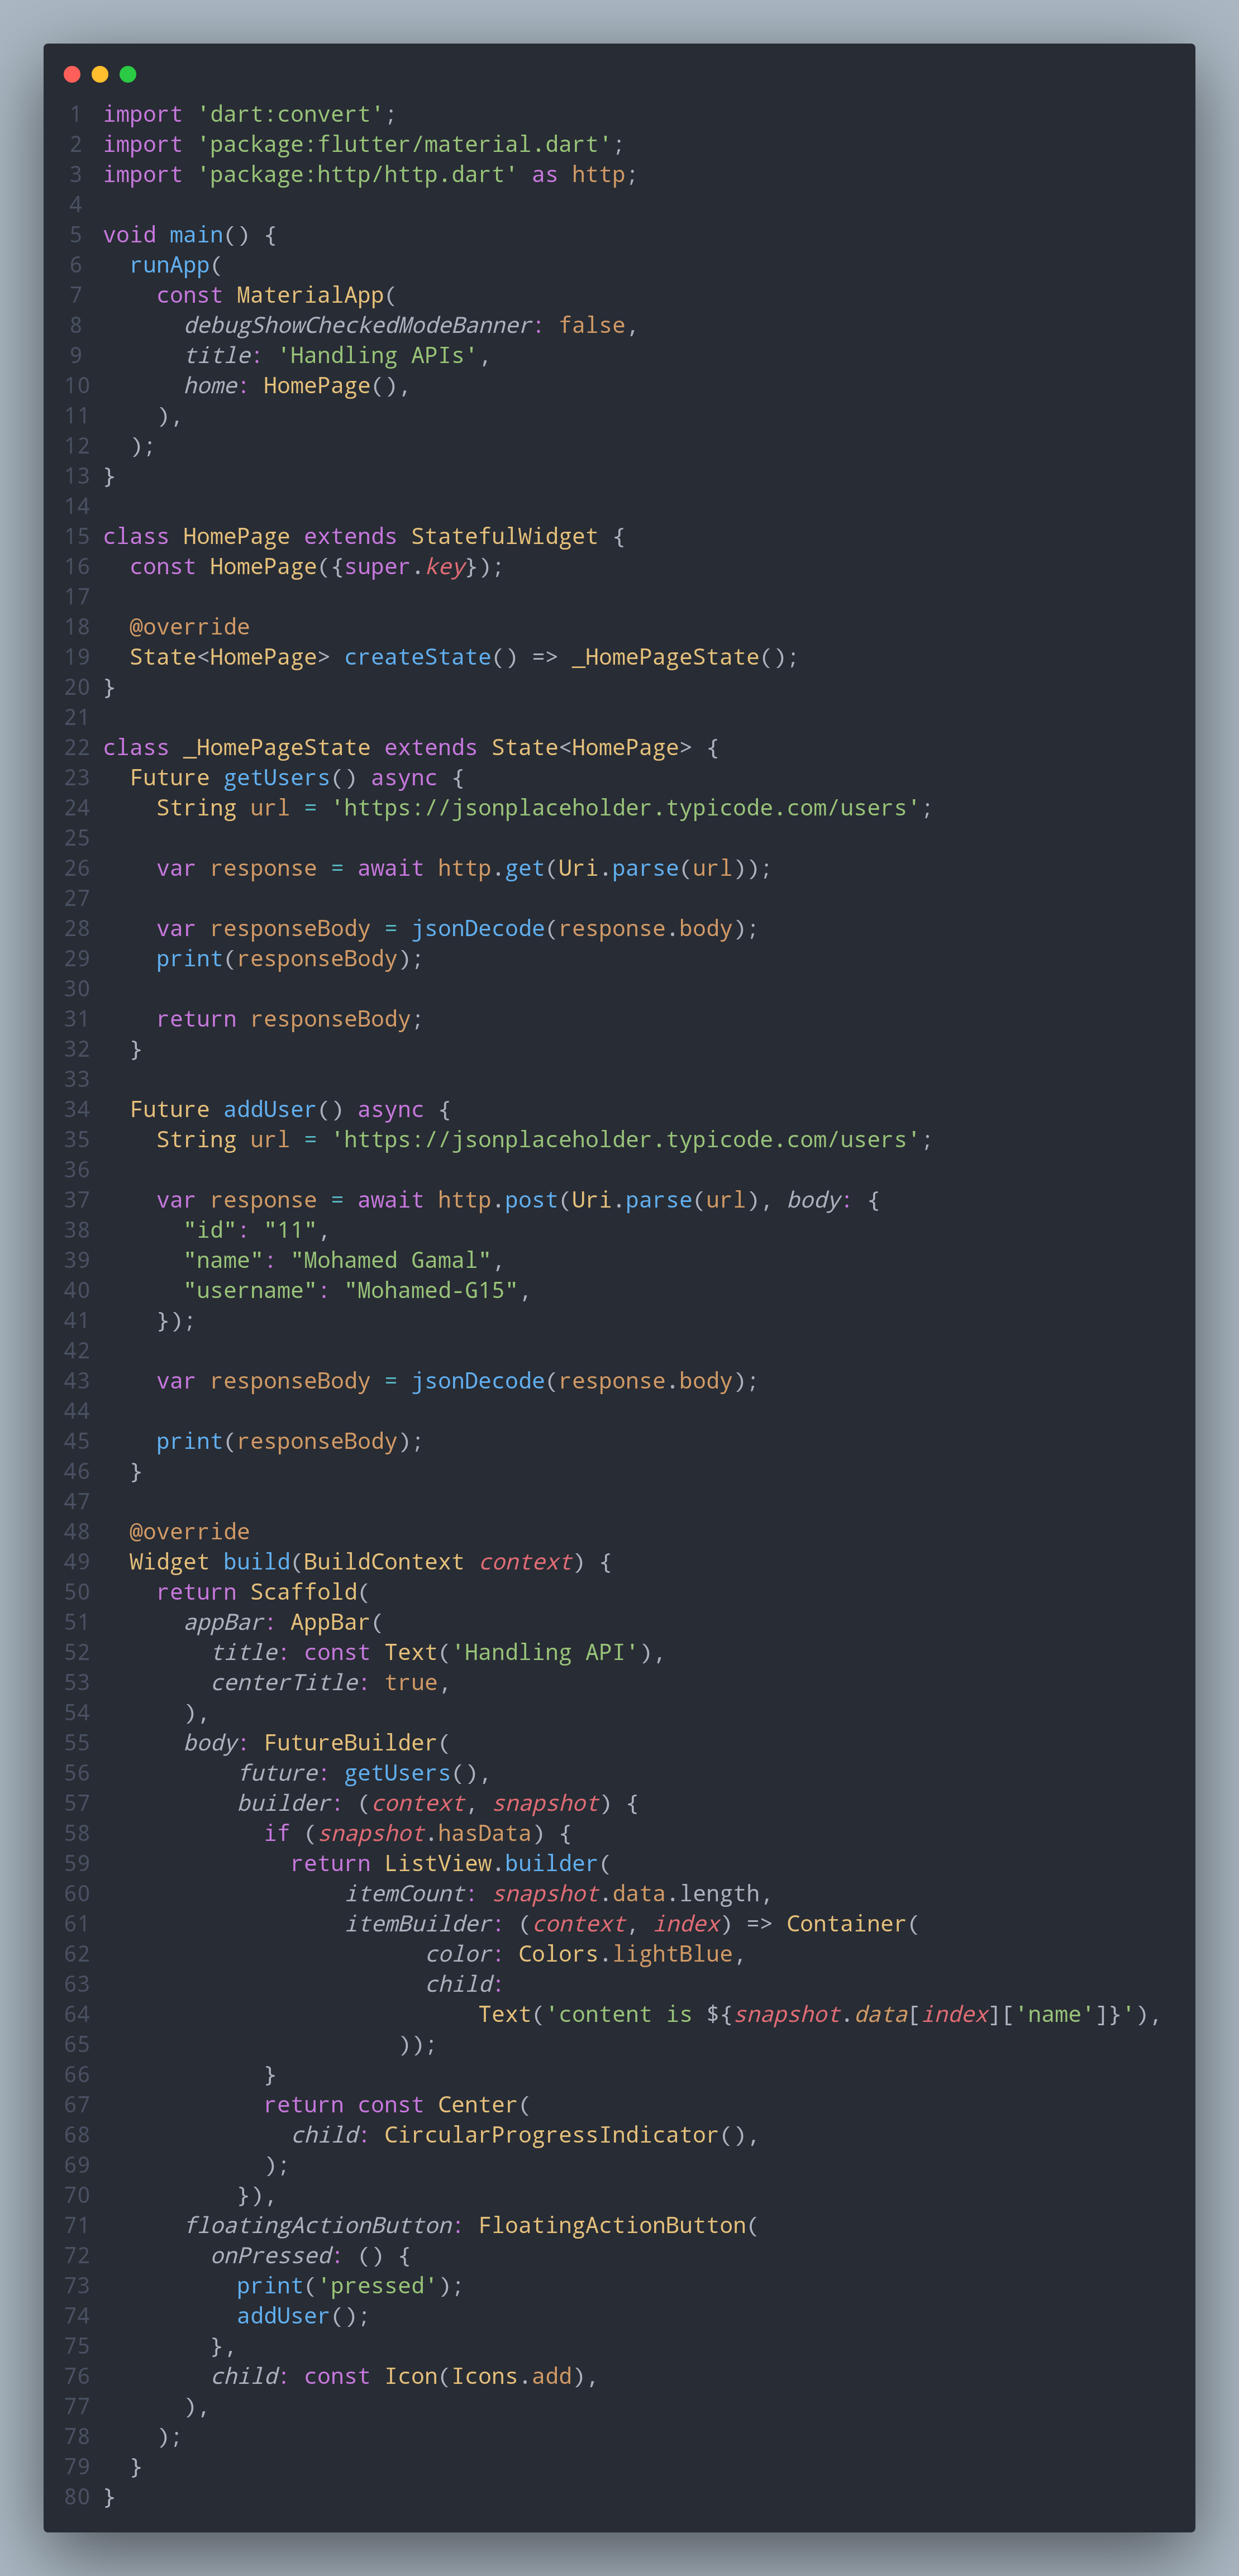 1 import 'dart:convert';
2 import 'package:flutter/material.dart';
3 import 'package:http/http.dart' as http;
4
5 void main() {
6   runApp(
7     const MaterialApp(
8       debugShowCheckedModeBanner: false,
9       title: 'Handling APIs',
10       home: HomePage(),
11     ),
12   );
13 }
14
15 class HomePage extends StatefulWidget {
16   const HomePage({super.key});
17
18   @override
19   State<HomePage> createState() => _HomePageState();
20 }
21
22 class _HomePageState extends State<HomePage> {
23   Future getUsers() async {
24     String url = 'https://jsonplaceholder.typicode.com/users';
25
26     var response = await http.get(Uri.parse(url));
27
28     var responseBody = jsonDecode(response.body);
29     print(responseBody);
30
31     return responseBody;
32   }
33
34   Future addUser() async {
35     String url = 'https://jsonplaceholder.typicode.com/users';
36
37     var response = await http.post(Uri.parse(url), body: {
38       "id": "11",
39       "name": "Mohamed Gamal",
40       "username": "Mohamed-G15",
41     });
42
43     var responseBody = jsonDecode(response.body);
44
45     print(responseBody);
46   }
47
48   @override
49   Widget build(BuildContext context) {
50     return Scaffold(
51       appBar: AppBar(
52         title: const Text('Handling API'),
53         centerTitle: true,
54       ),
55       body: FutureBuilder(
56           future: getUsers(),
57           builder: (context, snapshot) {
58             if (snapshot.hasData) {
59               return ListView.builder(
60                   itemCount: snapshot.data.length,
61                   itemBuilder: (context, index) => Container(
62                         color: Colors.lightBlue,
63                         child:
64                             Text('content is ${snapshot.data[index]['name']}'),
65                       ));
66             }
67             return const Center(
68               child: CircularProgressIndicator(),
69             );
70           }),
71       floatingActionButton: FloatingActionButton(
72         onPressed: () {
73           print('pressed');
74           addUser();
75         },
76         child: const Icon(Icons.add),
77       ),
78     );
79   }
80 }